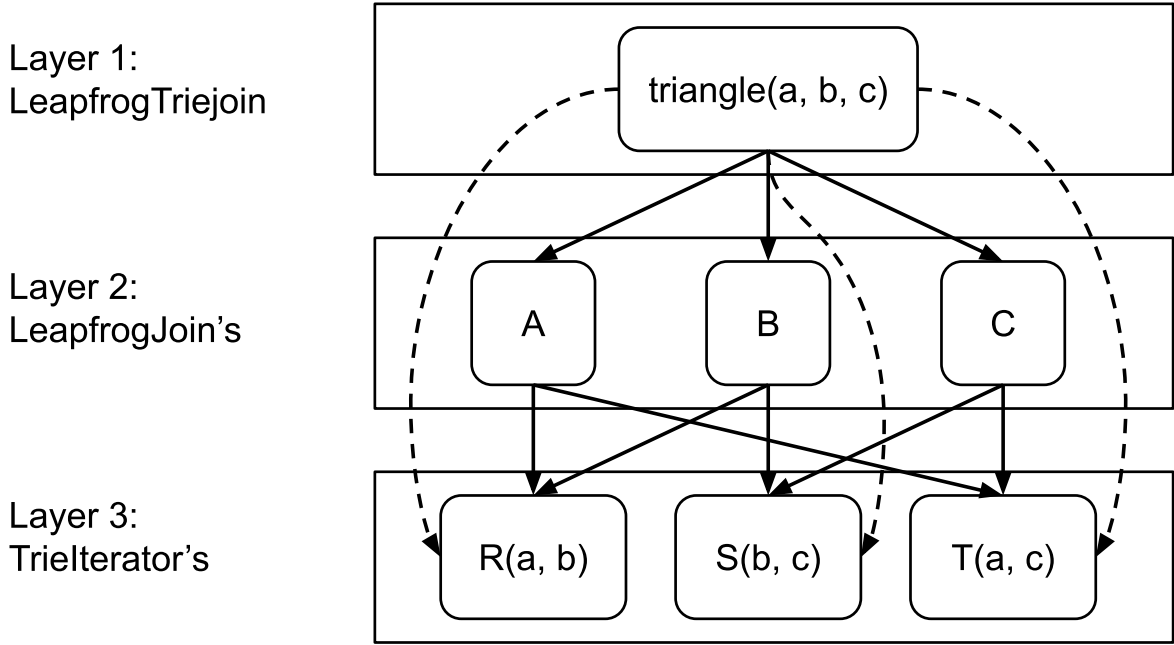 Layer 1:
LeapfrogTriejoin
triangle(a, b, c)
Layer 2:
LeapfrogJoin’s
A
B
C
Layer 3:
TrieIterator’s
R(a, b)
S(b, c)
T(a, c)